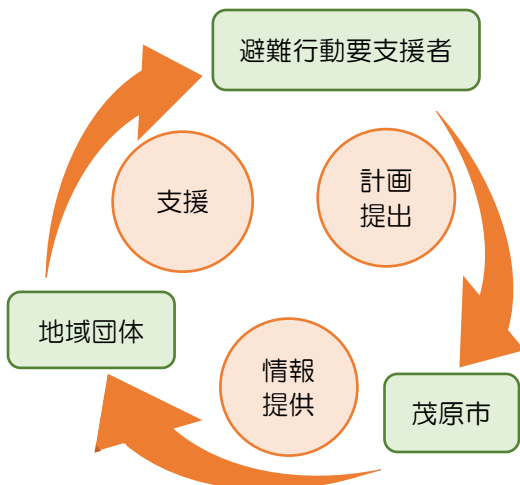 避難行動要支援者
支援
計画
提出
地域団体
情報
提供
茂原市